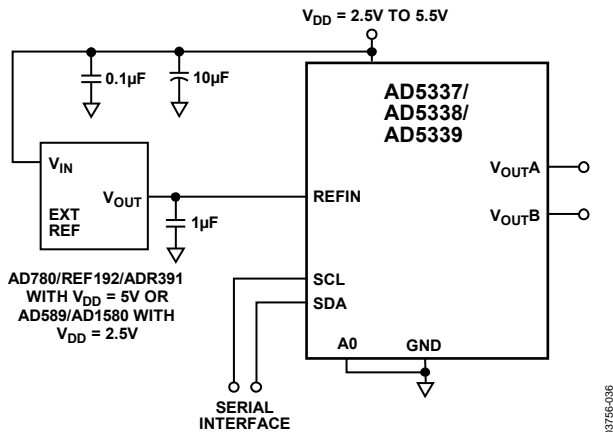 V_DD = 2.5V TO 5.5V
0.1µF
10µF
AD5337/
AD5338/
AD5339
V_IN
V_OUT
EXT
REF
1µF
REFIN
V_OUTA
V_OUTB
AD780/REF192/ADR391
WITH V_DD = 5V OR
AD589/AD1580 WITH
V_DD = 2.5V
SCL
SDA
A0
GND
SERIAL
INTERFACE
03756-036